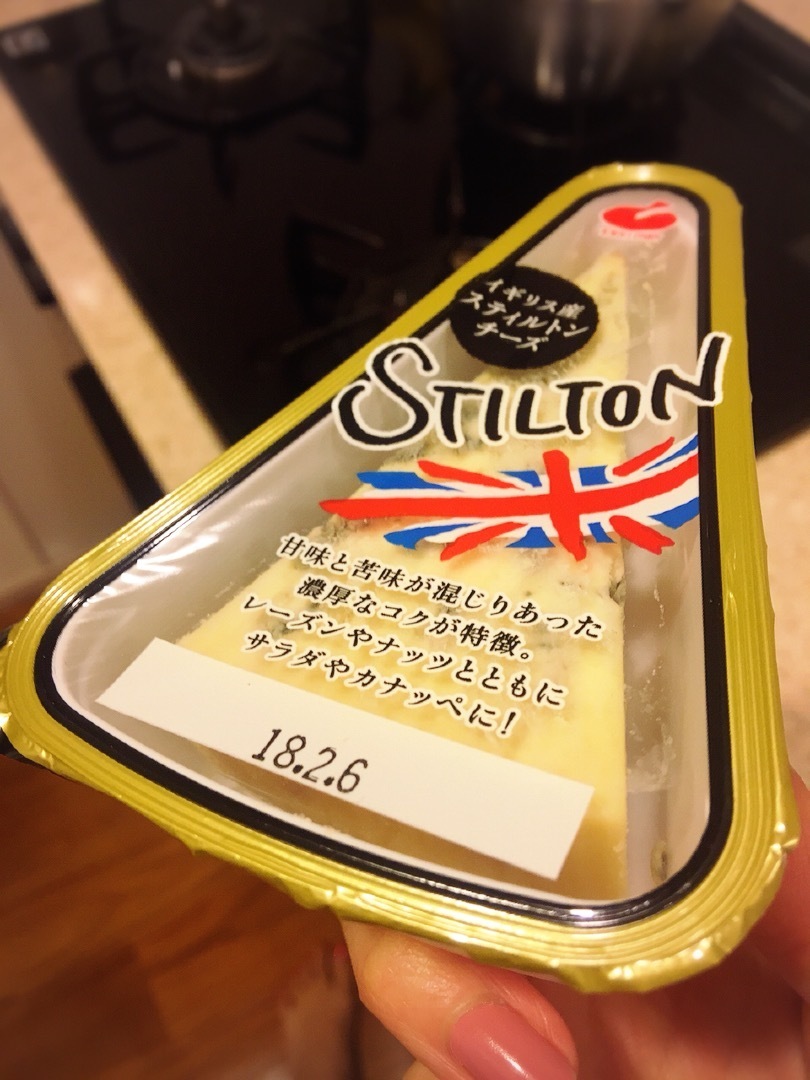 イギリス産
スティルトン
チーズ
STILTON
甘味と苦味が混じりあった
濃厚なコクが特徴。
レーズンやナッツとともに
サラダやカナッペに!
18.2.6